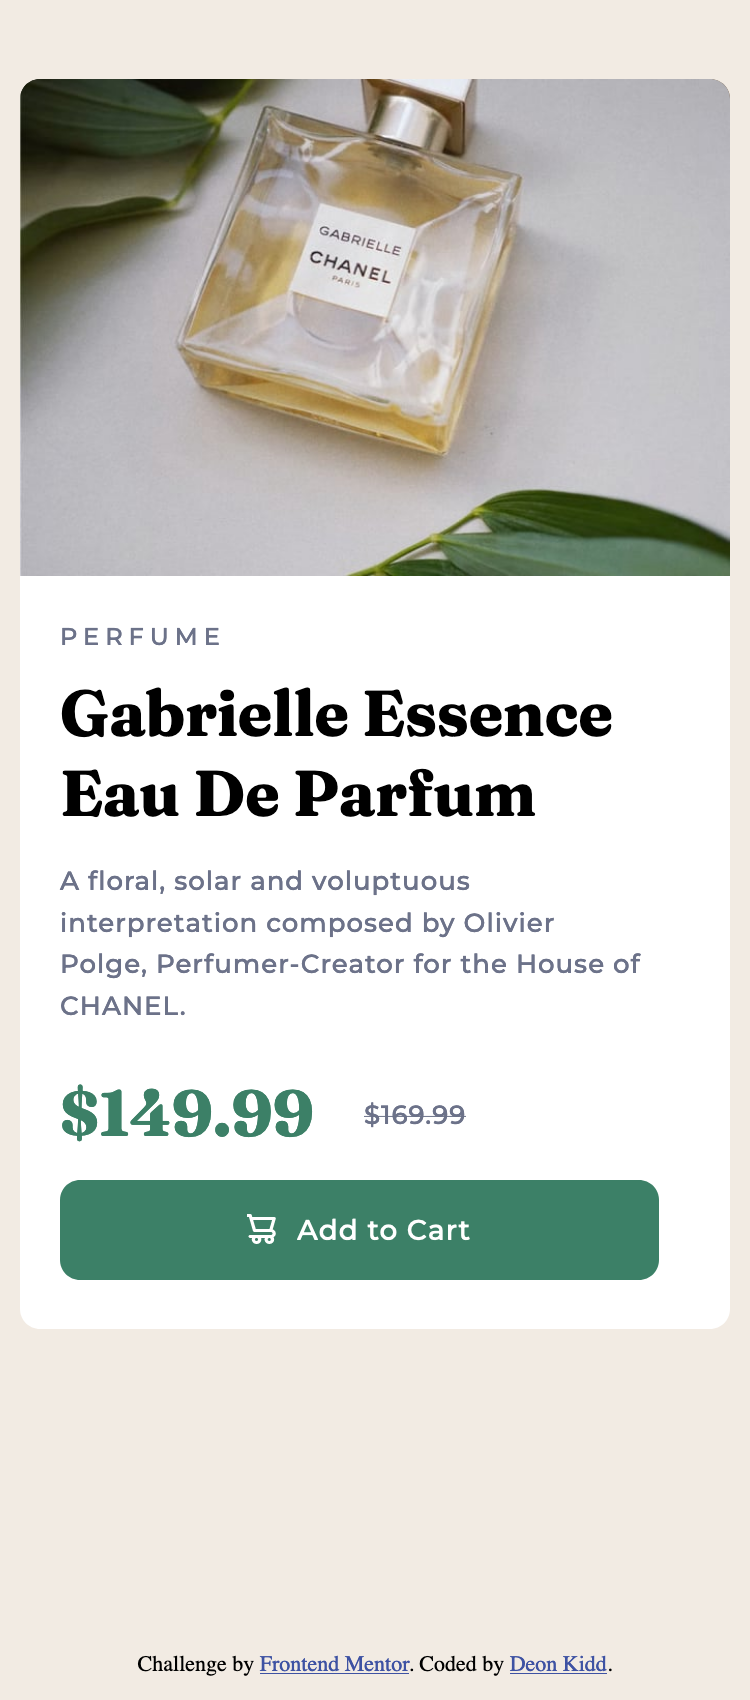 GABRIELLE
CHANEL
PARIS
PERFUME
Gabrielle Essence
Eau De Parfum
A floral, solar and voluptuous
interpretation composed by Olivier
Polge, Perfumer-Creator for the House of
CHANEL.
$149.99 $169.99
Add to Cart
Challenge by Frontend Mentor. Coded by Deon Kidd.